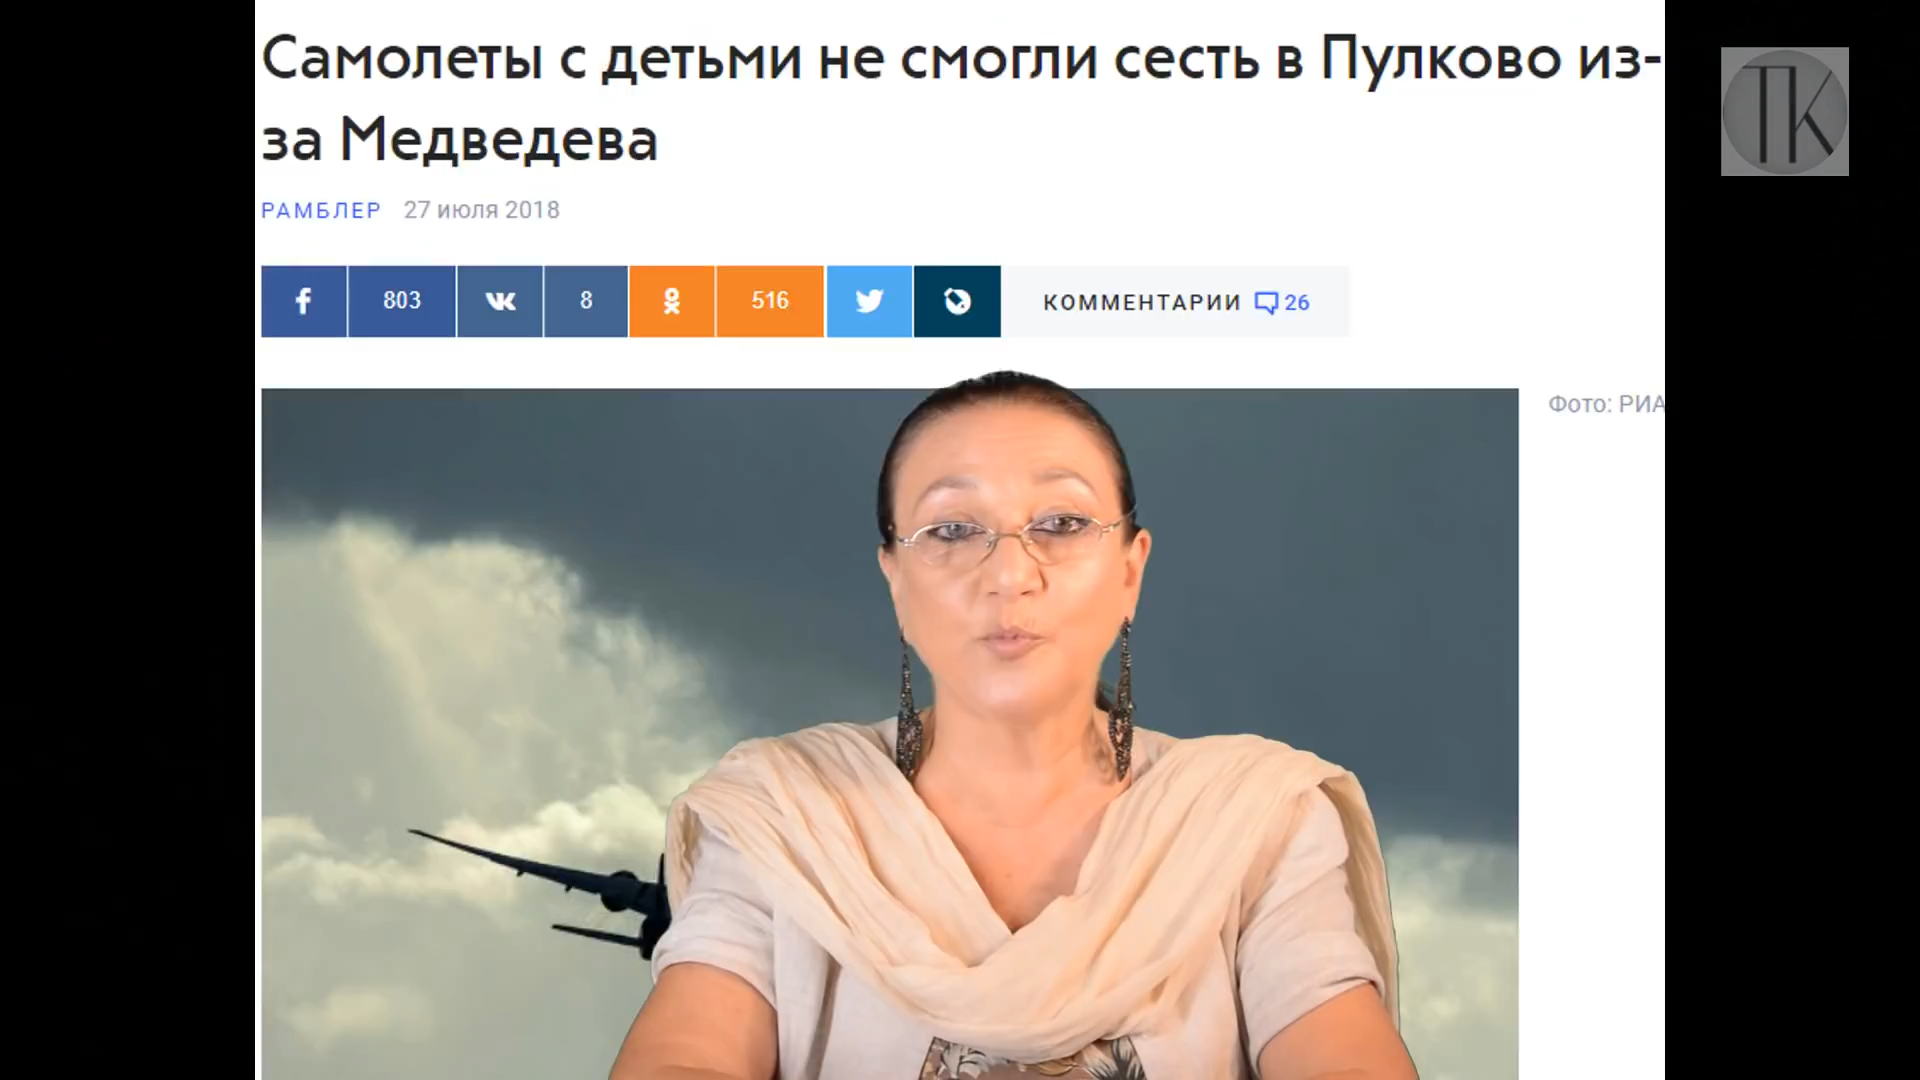 Самолеты с детьми не смогли сесть в Пулково из-
за Медведева
РАМБЛЕР 27 июля 2018
803 8 516 КОММЕНТАРИИ 26
Фото: РИА
ТК